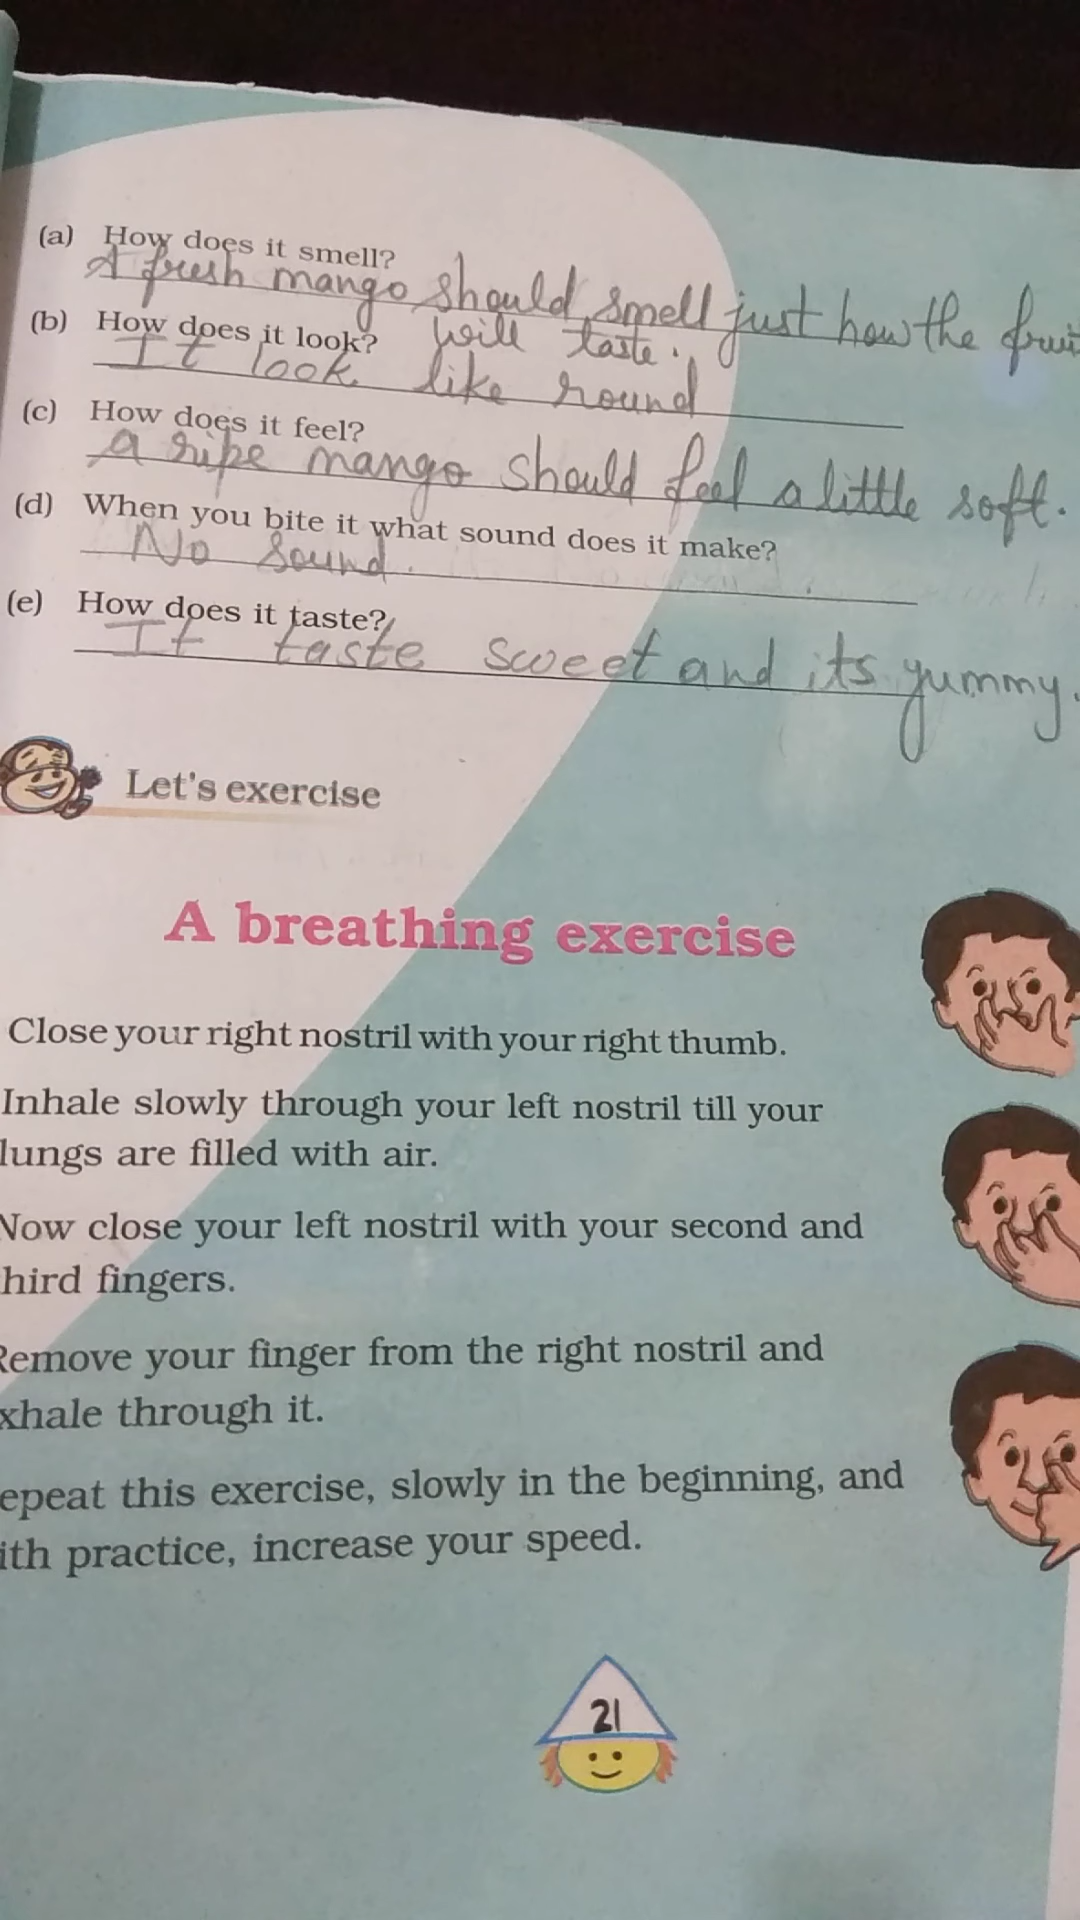 (a) How does it smell?
A fresh mango should smell just how the
will taste.
(b) How does it look?
It look like round
(c) How does it feel?
a ripe mango should feel a little soft.
(d) When you bite it what sound does it make?
No sound.
(e) How does it taste?
It taste sweet and its yummy.
Let's exercise
A breathing exercise
Close your right nostril with your right thumb.
Inhale slowly through your left nostril till your
lungs are filled with air.
Now close your left nostril with your second and
hird fingers.
Remove your finger from the right nostril and
xhale through it.
epeat this exercise, slowly in the beginning, and
ith practice, increase your speed.
21